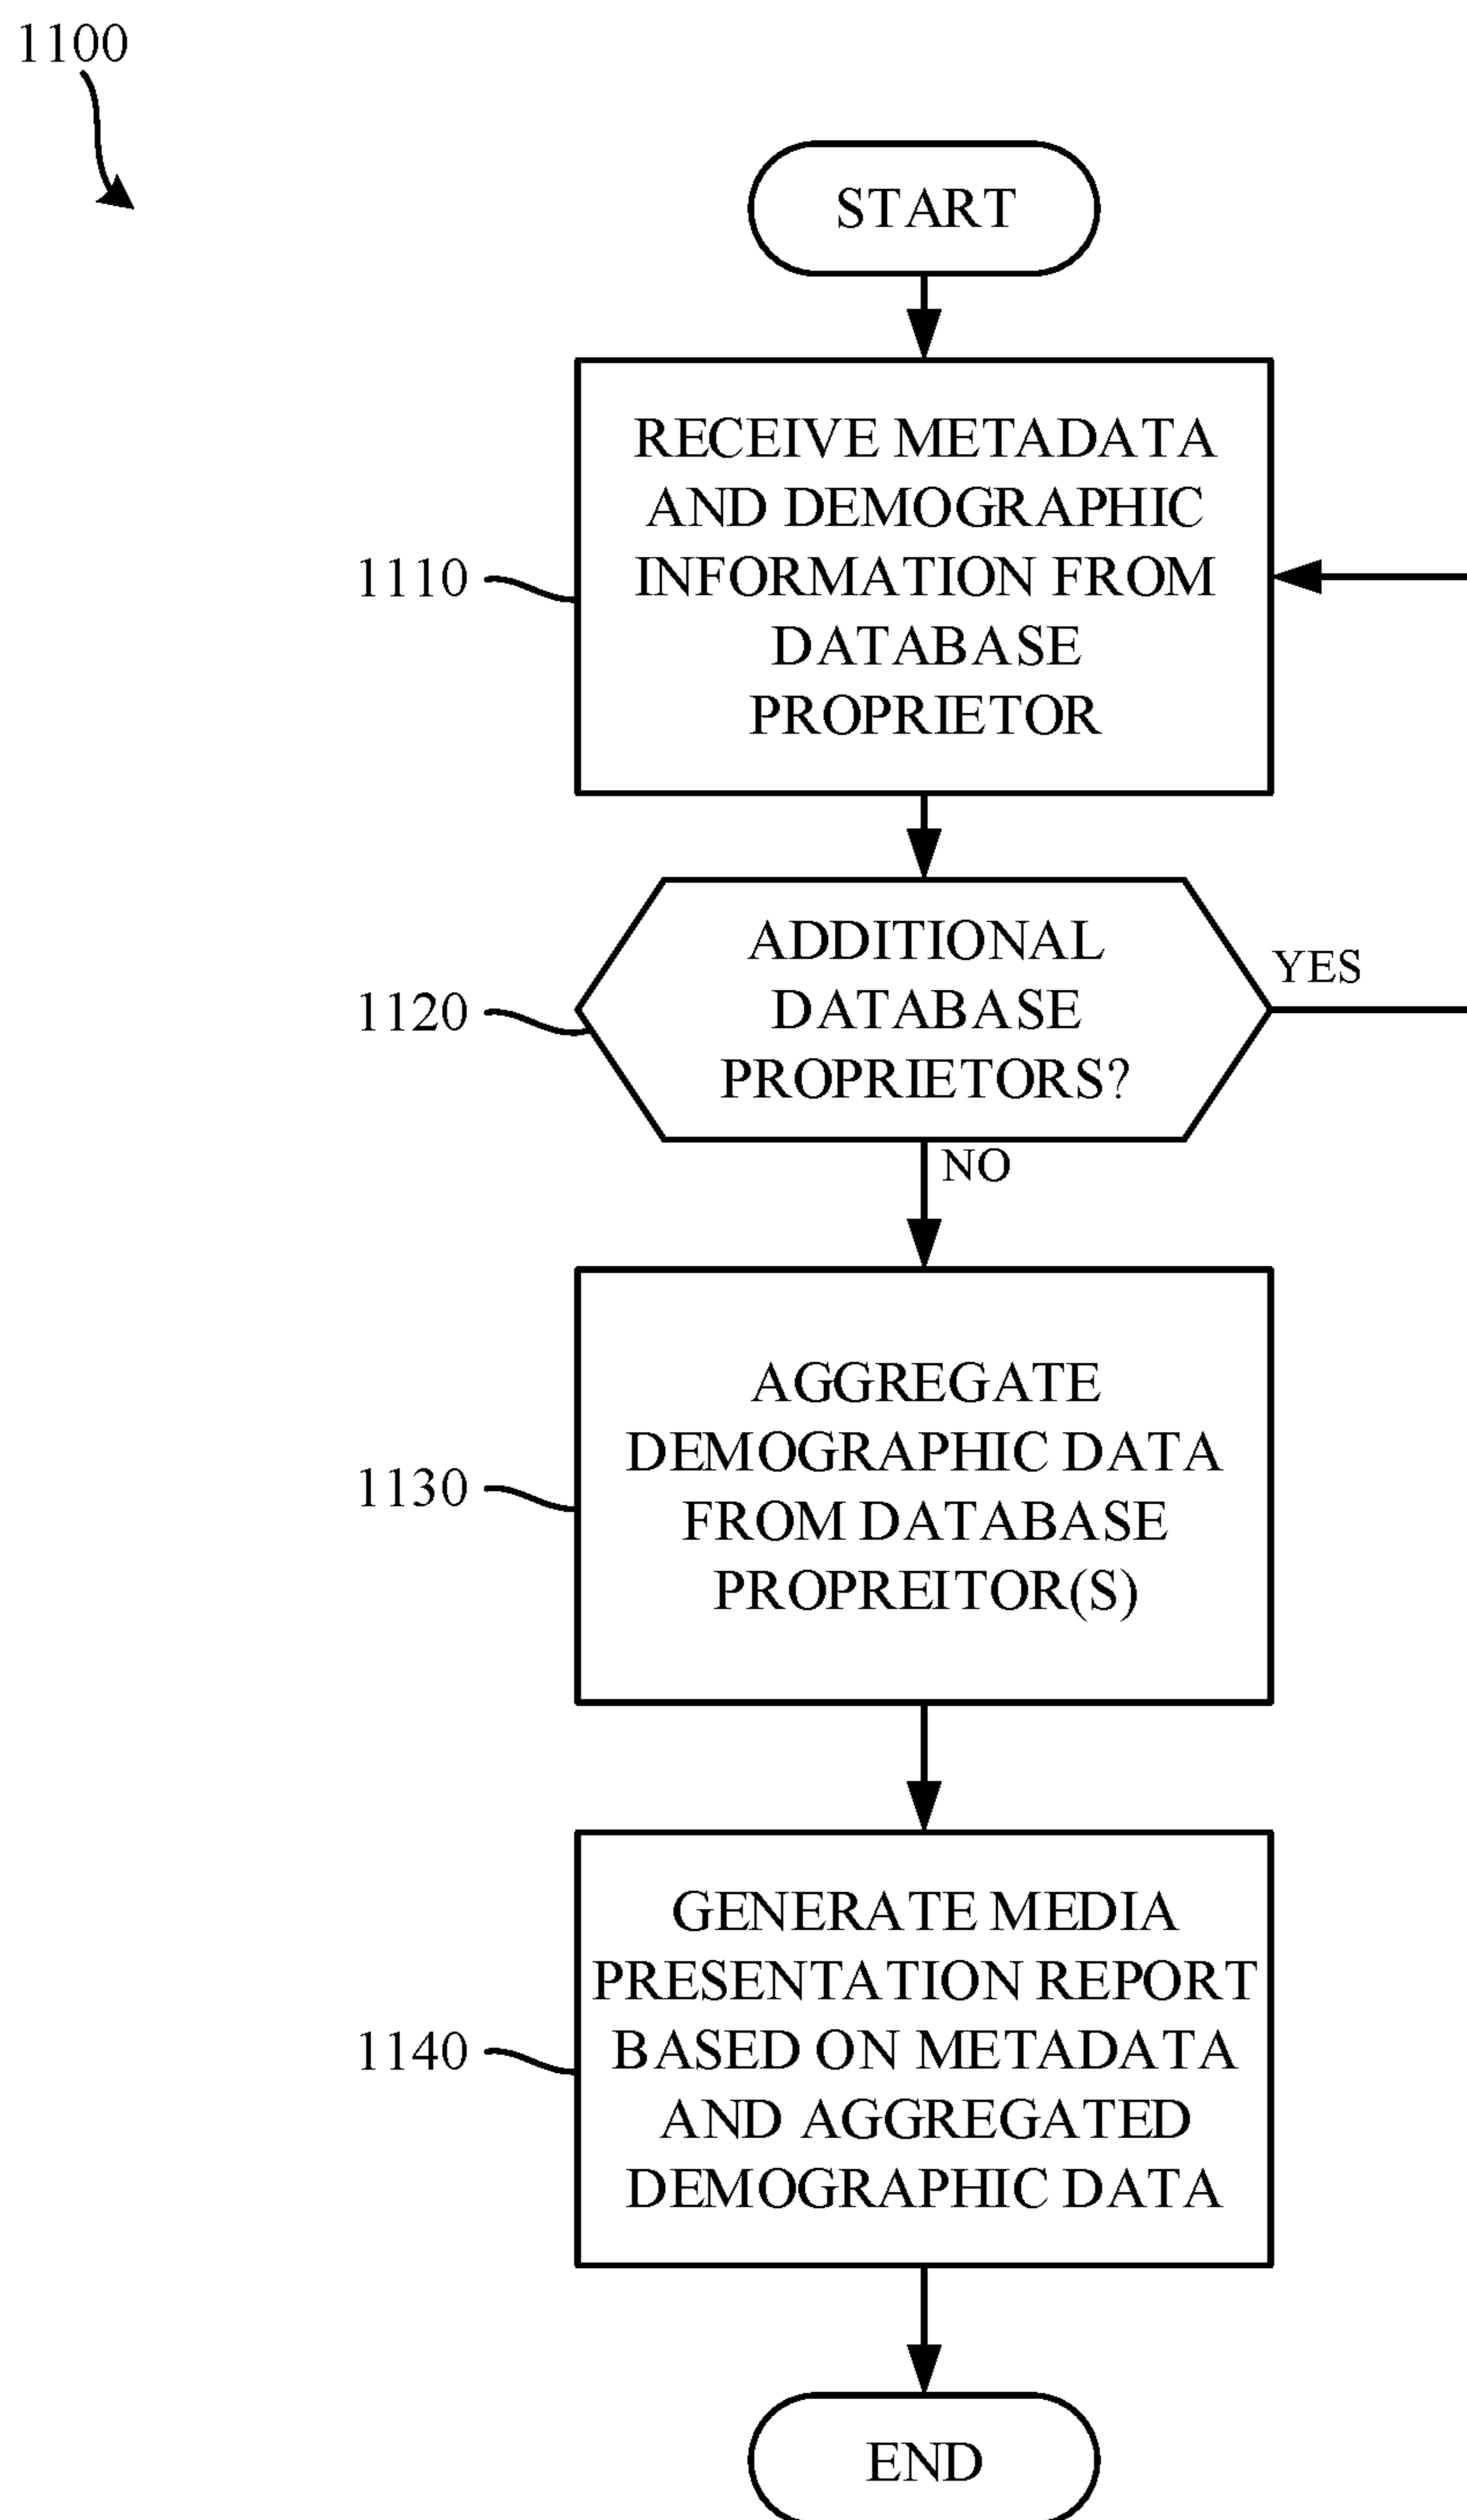 1100
START
RECEIVE METADATA
AND DEMOGRAPHIC
INFORMATION FROM
DATABASE
PROPRIETOR
1110
ADDITIONAL
DATABASE
PROPRIETORS?
1120
YES
NO
AGGREGATE
DEMOGRAPHIC DATA
FROM DATABASE
PROPREITOR(S)
1130
GENERATE MEDIA
PRESENTATION REPORT
BASED ON METADATA
AND AGGREGATED
DEMOGRAPHIC DATA
1140
END